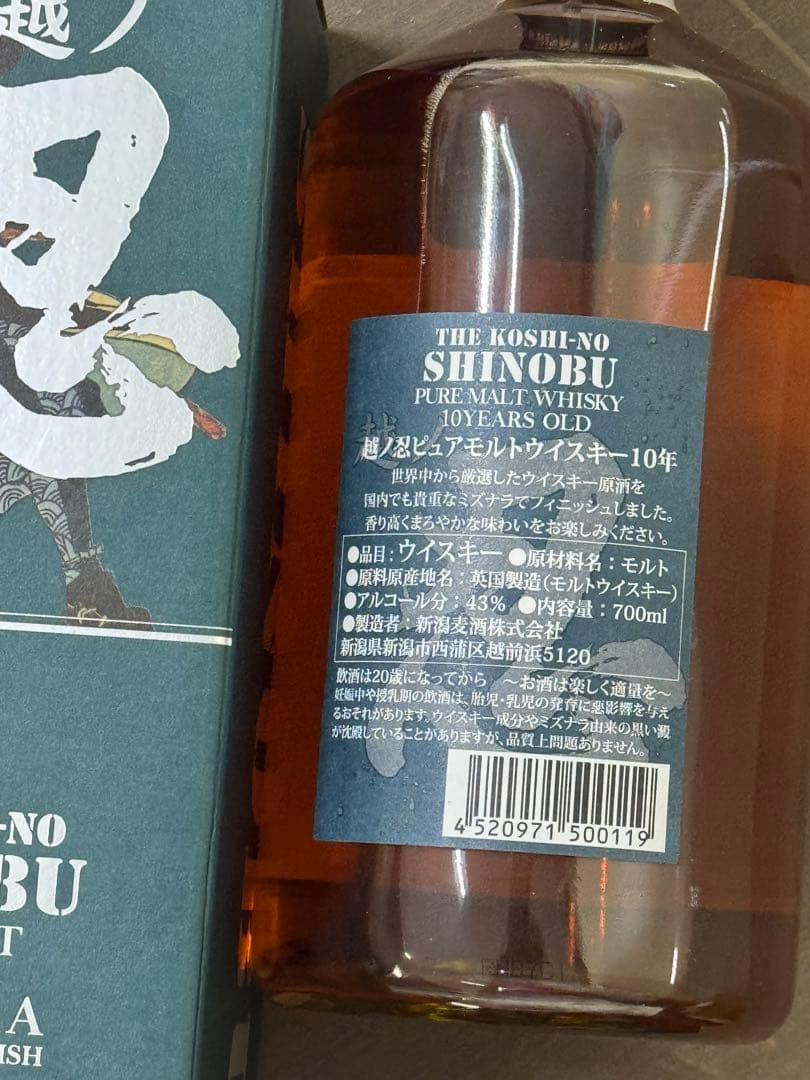 越ノ
忍
-NO
BU
T
A
ISH
THE KOSHI-NO
SHINOBU
PURE MALT WHISKY
10YEARS OLD
越ノ忍ピュアモルトウイスキー10年
世界中から厳選したウイスキー原酒を
国内でも貴重なミズナラでフィニッシュしました。
香り高くまろやかな味わいをお楽しみください。
●品目：ウイスキー ●原材料名：モルト
●原料原産地名：英国製造（モルトウイスキー）
●アルコール分：43% ●内容量：700ml
●製造者：新潟麦酒株式会社
新潟県新潟市西蒲区越前浜5120
飲酒は20歳になってから ～お酒は楽しく適量を～
妊娠中や授乳期の飲酒は、胎児・乳児の発育に悪影響を与え
るおそれがあります。ウイスキー成分やミズナラ由来の黒い澱
が沈殿していることがありますが、品質上問題ありません。
4 520971 500119